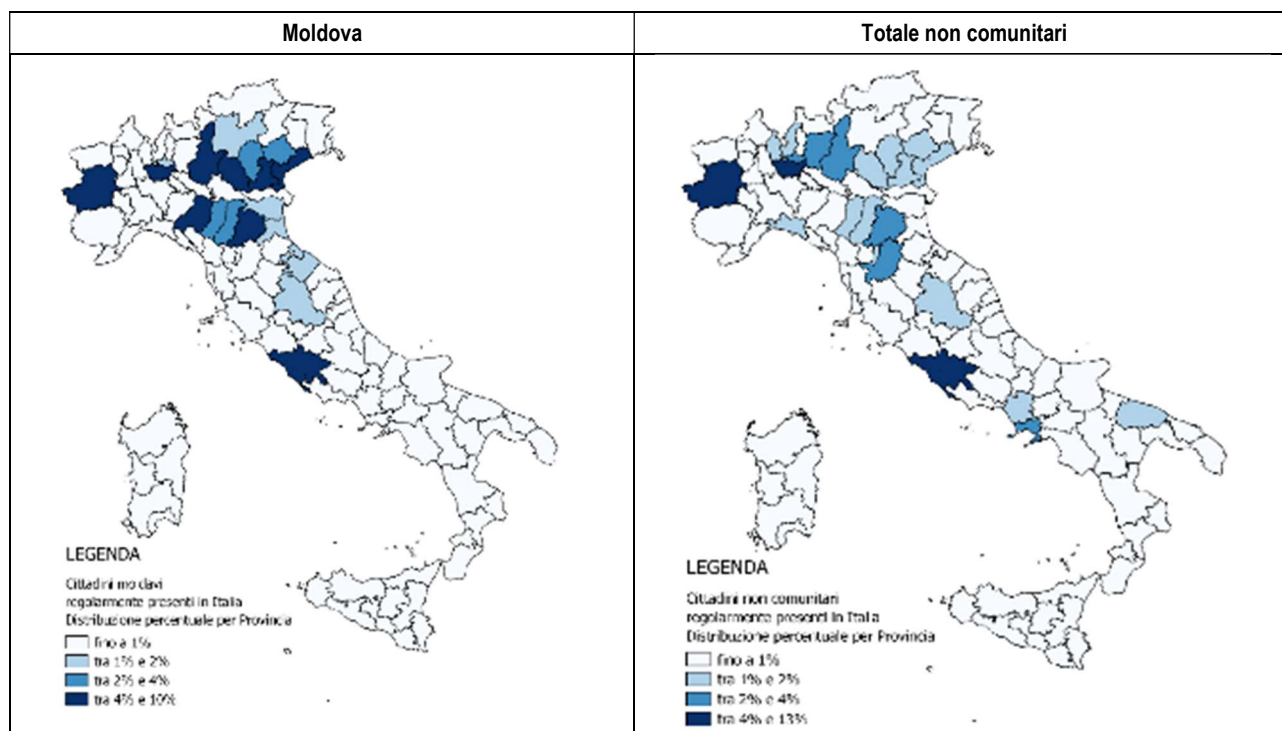 Moldova
Totale non comunitari
LEGENDA
Cittadini moldavi
regolarmente presenti in Italia
Distribuzione percentuale per Provincia
fino a 1%
tra 1% e 2%
tra 2% e 4%
tra 4% e 10%
LEGENDA
Cittadini non comunitari
regolarmente presenti in Italia
Distribuzione percentuale per Provincia
fino a 1%
tra 1% e 2%
tra 2% e 4%
tra 4% e 13%